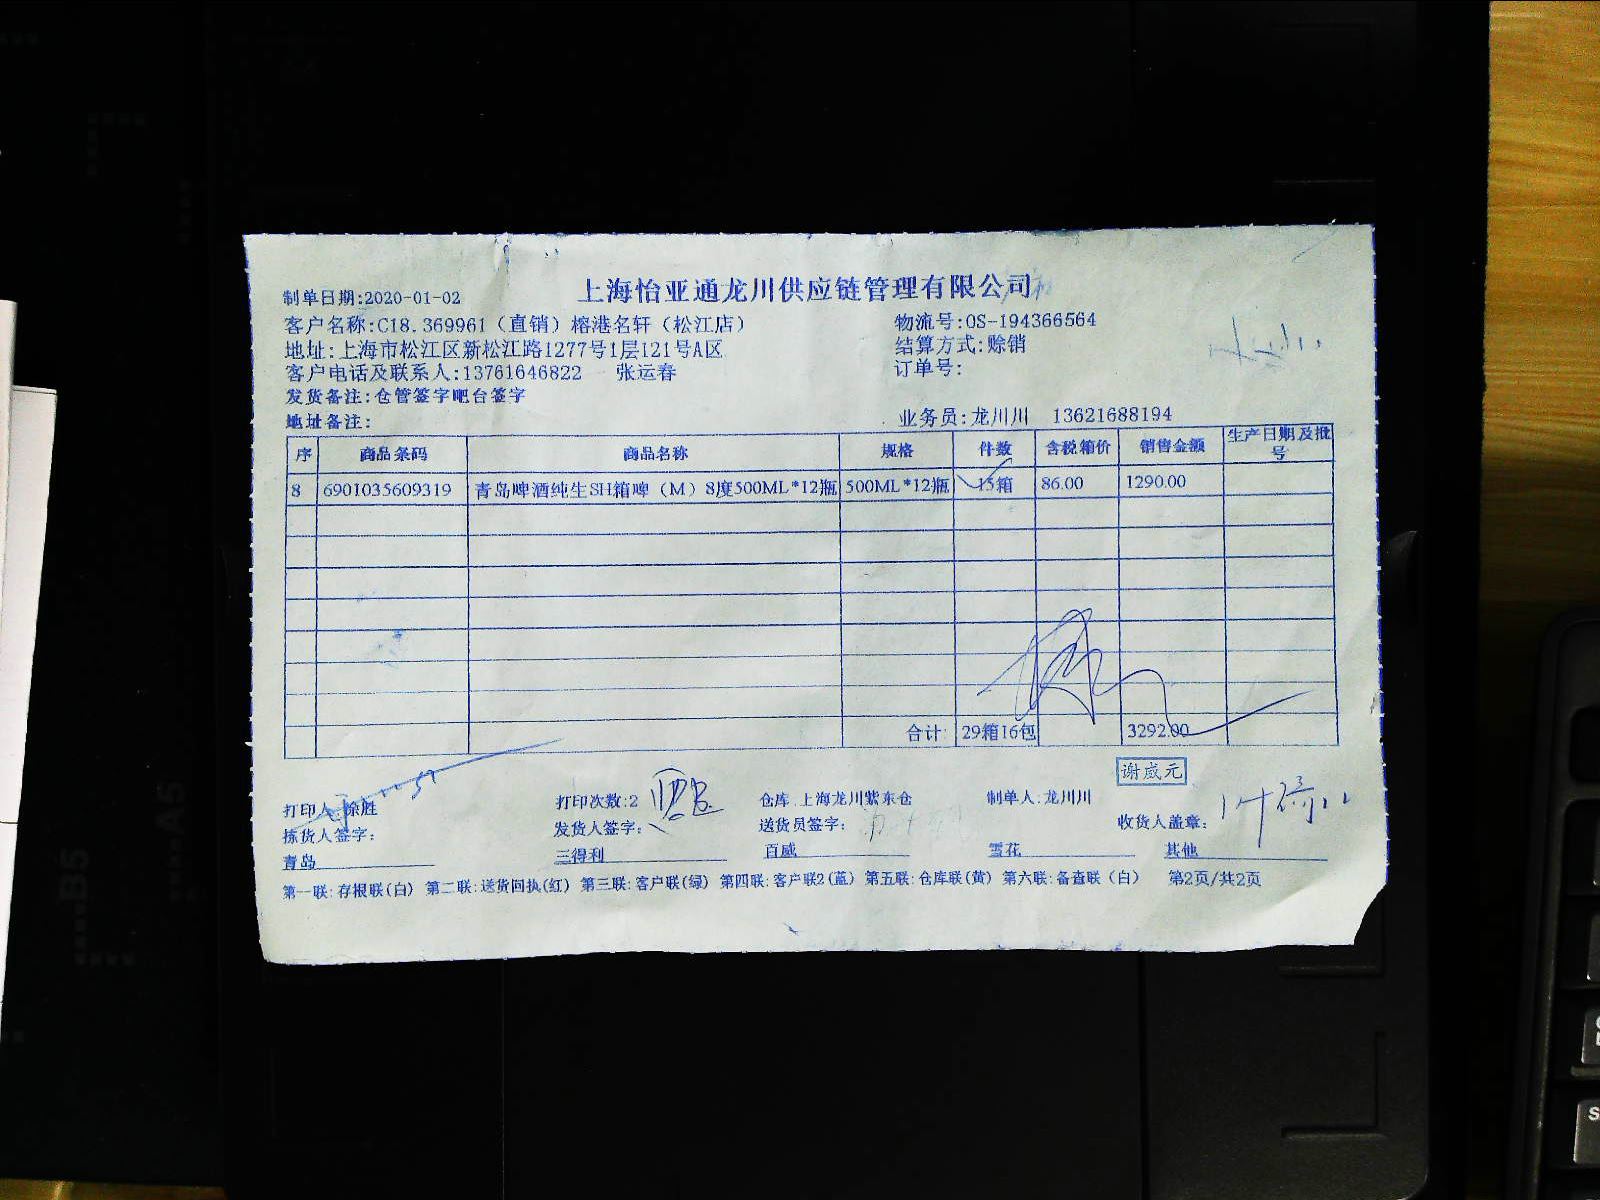 上海怡亚通龙川供应链管理有限公司
制单日期:2020-01-02
客户名称:C18.369961（直销）榕港名轩（松江店） 物流号:OS-194366564
地址:上海市松江区新松江路1277号1层121号A区 结算方式:赊销
客户电话及联系人:13761646822 张运春 订单号:
发货备注:仓管签字吧台签字
地址备注: 业务员:龙川川 13621688194
序 商品条码 商品名称 规格 件数 含税箱价 销售金额 生产日期及批号
8 6901035609319 青岛啤酒纯生SH箱啤（M）8度500ML*12瓶 500ML*12瓶 15箱 86.00 1290.00
合计: 29箱16包 3292.00
谢威元
打印人:徐胜 打印次数:2 仓库:上海龙川紫东仓 制单人:龙川川
拣货人签字: 发货人签字: 送货员签字: 收货人盖章:
青岛 三得利 百威 雪花 其他
第一联:存根联(白) 第二联:送货回执(红) 第三联:客户联(绿) 第四联:客户联2(蓝) 第五联:仓库联(黄) 第六联:备查联（白） 第2页/共2页
B5
A5